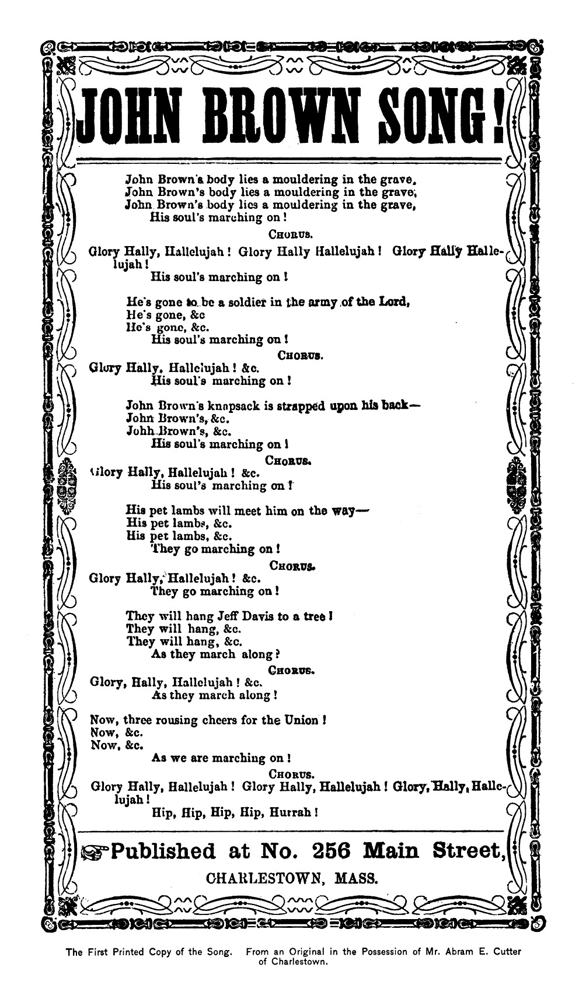 JOHN BROWN SONG!
John Brown's body lies a mouldering in the grave,
John Brown's body lies a mouldering in the grave,
John Brown's body lies a mouldering in the grave,
His soul's marching on!
CHORUS.
Glory Hally, Hallelujah! Glory Hally Hallelujah! Glory Hally Halle-
lujah!
His soul's marching on!
He's gone to be a soldier in the army of the Lord,
He's gone, &c
He's gone, &c.
His soul's marching on!
CHORUS.
Glory Hally, Hallelujah! &c.
His soul's marching on!
John Brown's knapsack is strapped upon his back—
John Brown's, &c.
Johh Brown's, &c.
His soul's marching on!
CHORUS.
Glory Hally, Hallelujah! &c.
His soul's marching on!
His pet lambs will meet him on the way—
His pet lambs, &c.
His pet lambs, &c.
They go marching on!
CHORUS.
Glory Hally, Hallelujah! &c.
They go marching on!
They will hang Jeff Davis to a tree!
They will hang, &c.
They will hang, &c.
As they march along?
CHORUS.
Glory, Hally, Hallelujah! &c.
As they march along!
Now, three rousing cheers for the Union!
Now, &c.
Now, &c.
As we are marching on!
CHORUS.
Glory Hally, Hallelujah! Glory Hally, Hallelujah! Glory, Hally, Halle-
lujah!
Hip, Hip, Hip, Hip, Hurrah!
☞Published at No. 256 Main Street,
CHARLESTOWN, MASS.
The First Printed Copy of the Song. From an Original in the Possession of Mr. Abram E. Cutter
of Charlestown.